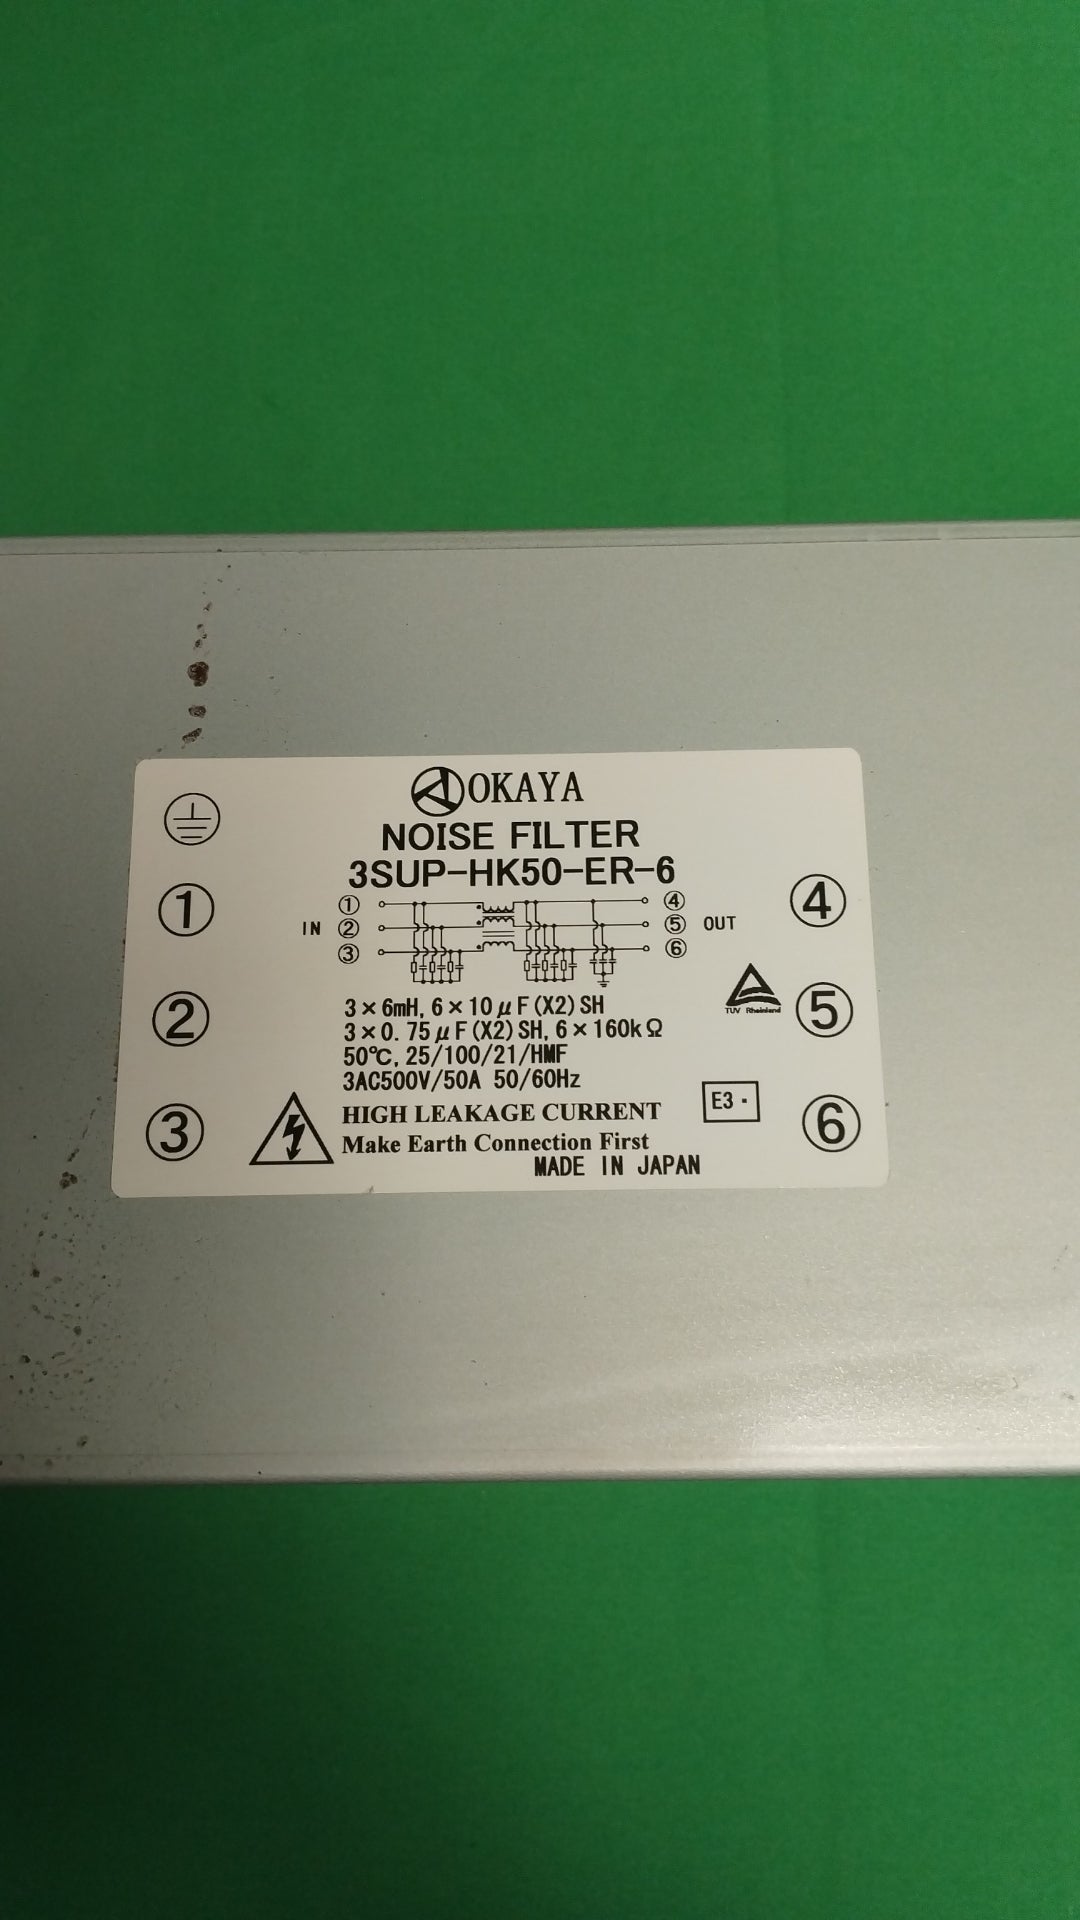 OKAYA
NOISE FILTER
3SUP-HK50-ER-6
① ④
IN ② ⑤ OUT
③ ⑥
①
②
③
④
⑤
⑥
TUV Rheinland
3×6mH, 6×10μF(X2)SH
3×0.75μF(X2)SH, 6×160kΩ
50℃, 25/100/21/HMF
3AC500V/50A 50/60Hz
HIGH LEAKAGE CURRENT
Make Earth Connection First
E3・
MADE IN JAPAN